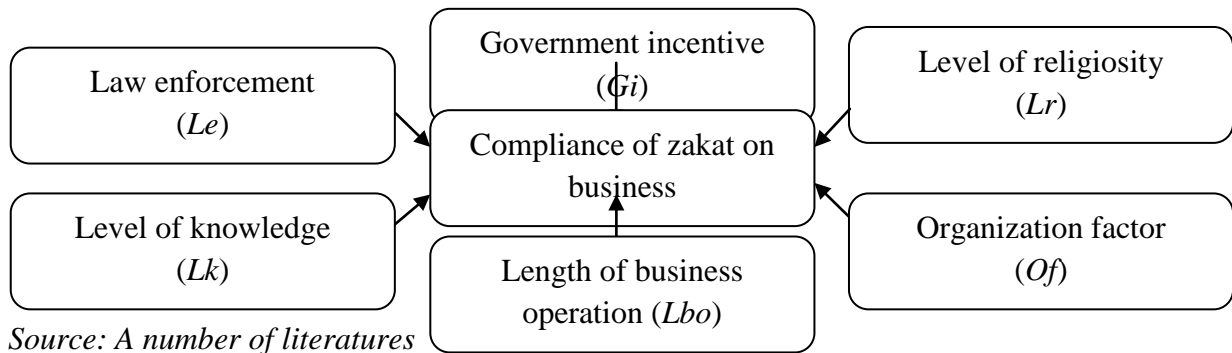 Government incentive
(Gi)
Law enforcement
(Le)
Level of religiosity
(Lr)
Compliance of zakat on
business
Level of knowledge
(Lk)
Organization factor
(Of)
Length of business
operation (Lbo)
Source: A number of literatures